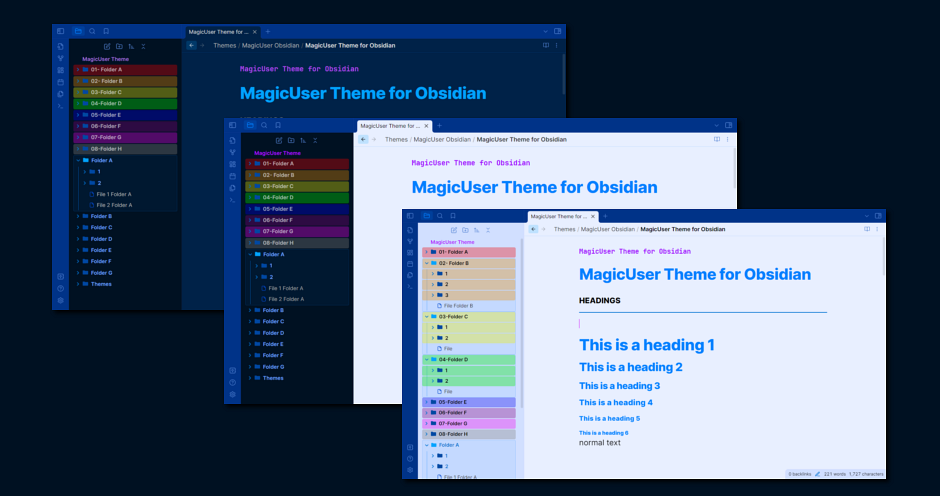 MagicUser Theme for ... ×
Themes / MagicUser Obsidian / MagicUser Theme for Obsidian
MagicUser Theme
01- Folder A
02- Folder B
03-Folder C
04-Folder D
05-Folder E
06-Folder F
07-Folder G
08-Folder H
Folder A
1
2
File 1 Folder A
File 2 Folder A
Folder B
Folder C
Folder D
Folder E
Folder F
Folder G
Themes
MagicUser Theme for Obsidian
MagicUser Theme for Obsidian
MagicUser Theme for ... ×
Themes / MagicUser Obsidian / MagicUser Theme for Obsidian
MagicUser Theme
01- Folder A
02- Folder B
03-Folder C
04-Folder D
05-Folder E
06-Folder F
07-Folder G
08-Folder H
Folder A
1
2
File 1 Folder A
File 2 Folder A
Folder B
Folder C
Folder D
Folder E
Folder F
Folder G
Themes
MagicUser Theme for Obsidian
MagicUser Theme for Obsidian
MagicUser Theme for ... ×
Themes / MagicUser Obsidian / MagicUser Theme for Obsidian
MagicUser Theme
01- Folder A
02- Folder B
1
2
3
File Folder B
03-Folder C
1
2
File
04-Folder D
1
2
File
05-Folder E
06-Folder F
07-Folder G
08-Folder H
Folder A
1
2
File 1 Folder A
MagicUser Theme for Obsidian
MagicUser Theme for Obsidian
HEADINGS
This is a heading 1
This is a heading 2
This is a heading 3
This is a heading 4
This is a heading 5
This is a heading 6
normal text
0 backlinks 221 words 1,727 characters